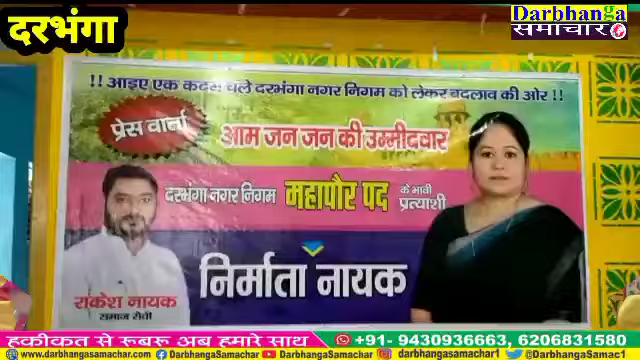 दरभंगा
Darbhanga
समाचार
!! आइए एक कदम चले दरभंगा नगर निगम को लेकर बदलाव की ओर !!
प्रेस वार्ता
आम जन जन की उम्मीदवार
दरभंगा नगर निगम महापौर पद के भावी प्रत्याशी
निर्माता नायक
राकेश नायक
समाज सेवी
हकीकत से रूबरू अब हमारे साथ +91- 9430936663, 6206831580
www.darbhangasamachar.com DarbhangaSamachar DarbhangaSamachar darbhangasamachar1 @DarbhangaSamac1 @darbhangasamachar